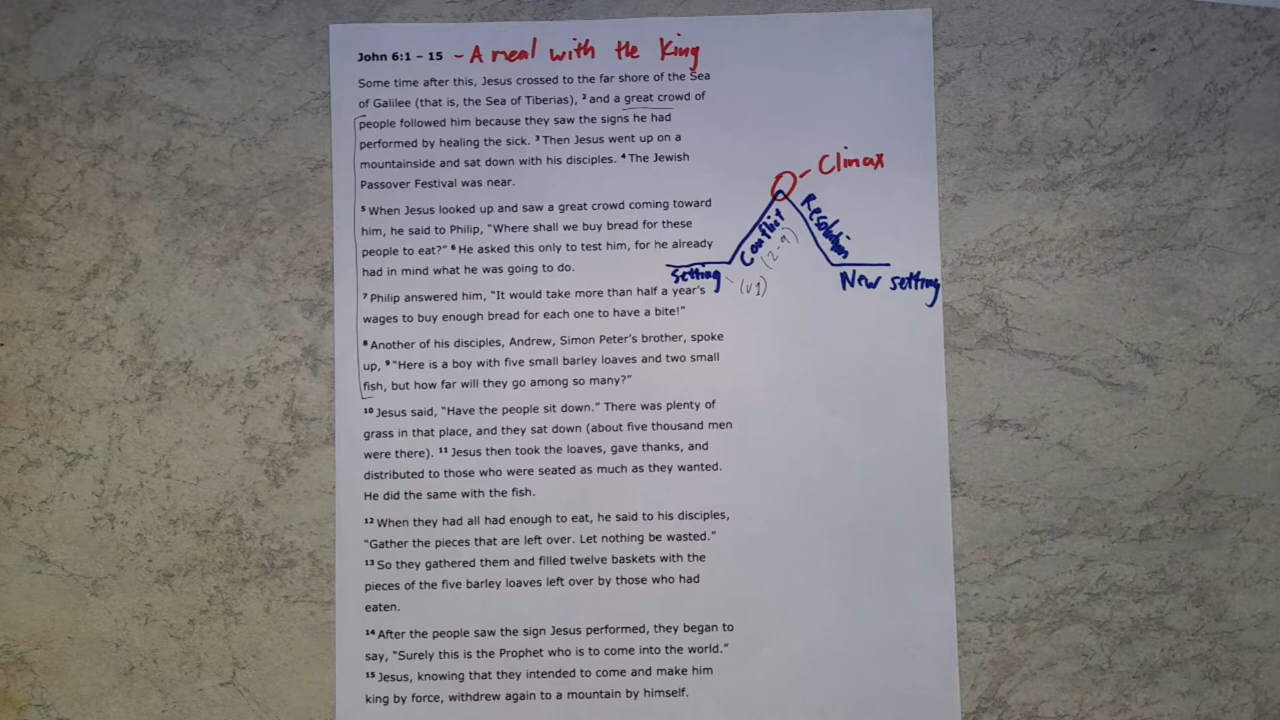 John 6:1 – 15 - A meal with the King
Some time after this, Jesus crossed to the far shore of the Sea
of Galilee (that is, the Sea of Tiberias), ² and a great crowd of
people followed him because they saw the signs he had
performed by healing the sick. ³ Then Jesus went up on a
mountainside and sat down with his disciples. ⁴ The Jewish
Passover Festival was near.
⁵ When Jesus looked up and saw a great crowd coming toward
him, he said to Philip, “Where shall we buy bread for these
people to eat?” ⁶ He asked this only to test him, for he already
had in mind what he was going to do.
⁷ Philip answered him, “It would take more than half a year’s
wages to buy enough bread for each one to have a bite!”
⁸ Another of his disciples, Andrew, Simon Peter’s brother, spoke
up, ⁹ “Here is a boy with five small barley loaves and two small
fish, but how far will they go among so many?”
¹⁰ Jesus said, “Have the people sit down.” There was plenty of
grass in that place, and they sat down (about five thousand men
were there). ¹¹ Jesus then took the loaves, gave thanks, and
distributed to those who were seated as much as they wanted.
He did the same with the fish.
¹² When they had all had enough to eat, he said to his disciples,
“Gather the pieces that are left over. Let nothing be wasted.”
¹³ So they gathered them and filled twelve baskets with the
pieces of the five barley loaves left over by those who had
eaten.
¹⁴ After the people saw the sign Jesus performed, they began to
say, “Surely this is the Prophet who is to come into the world.”
¹⁵ Jesus, knowing that they intended to come and make him
king by force, withdrew again to a mountain by himself.
- Climax
Conflict
(2-9)
Resolution
Setting
- (v1)
New setting